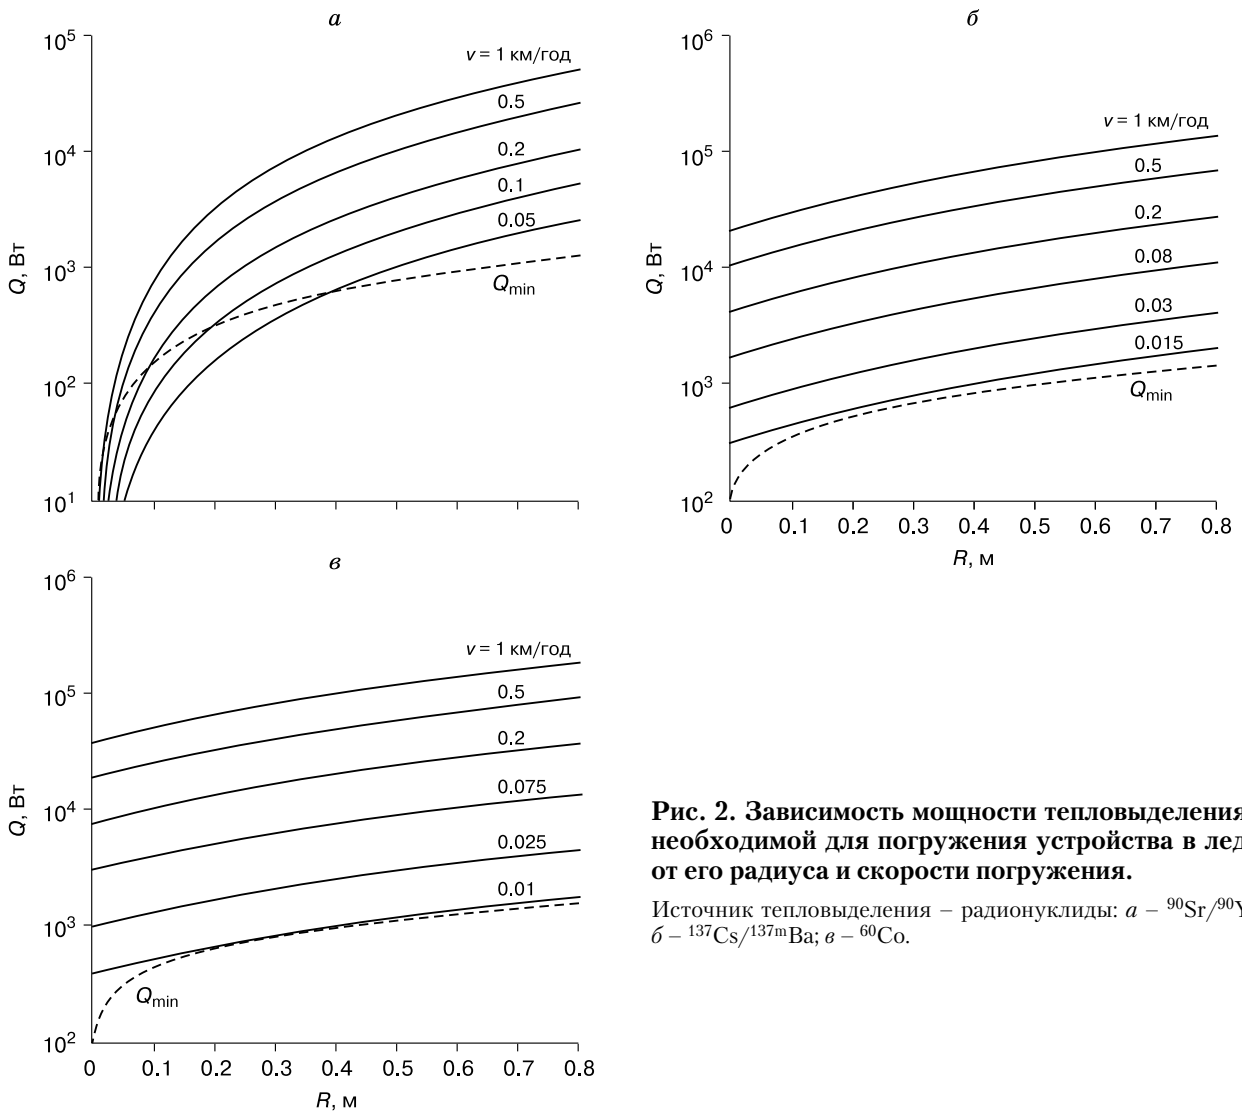 а
10⁵
10⁴
10³
10²
10¹
Q, Вт
v = 1 км/год
0.5
0.2
0.1
0.05
Qmin
б
10⁶
10⁵
10⁴
10³
10²
Q, Вт
v = 1 км/год
0.5
0.2
0.08
0.03
0.015
Qmin
0 0.1 0.2 0.3 0.4 0.5 0.6 0.7 0.8
R, м
в
10⁶
10⁵
10⁴
10³
10²
Q, Вт
v = 1 км/год
0.5
0.2
0.075
0.025
0.01
Qmin
0 0.1 0.2 0.3 0.4 0.5 0.6 0.7 0.8
R, м
Рис. 2. Зависимость мощности тепловыделения
необходимой для погружения устройства в лед
от его радиуса и скорости погружения.
Источник тепловыделения – радионуклиды: а – ⁹⁰Sr/⁹⁰Y
б – ¹³⁷Cs/¹³⁷ᵐBa; в – ⁶⁰Co.